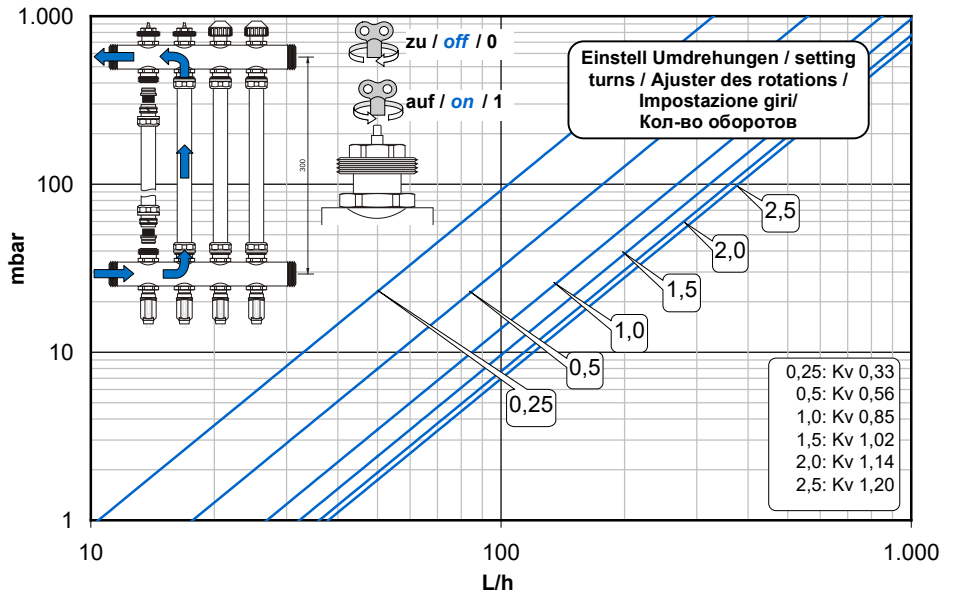 1.000
zu / off / 0
auf / on / 1
300
Einstell Umdrehungen / setting
turns / Ajuster des rotations /
Impostazione giri/
Кол-во оборотов
100
mbar
2,5
2,0
1,5
1,0
0,5
0,25
10
0,25: Kv 0,33
0,5: Kv 0,56
1,0: Kv 0,85
1,5: Kv 1,02
2,0: Kv 1,14
2,5: Kv 1,20
1
10
100
1.000
L/h